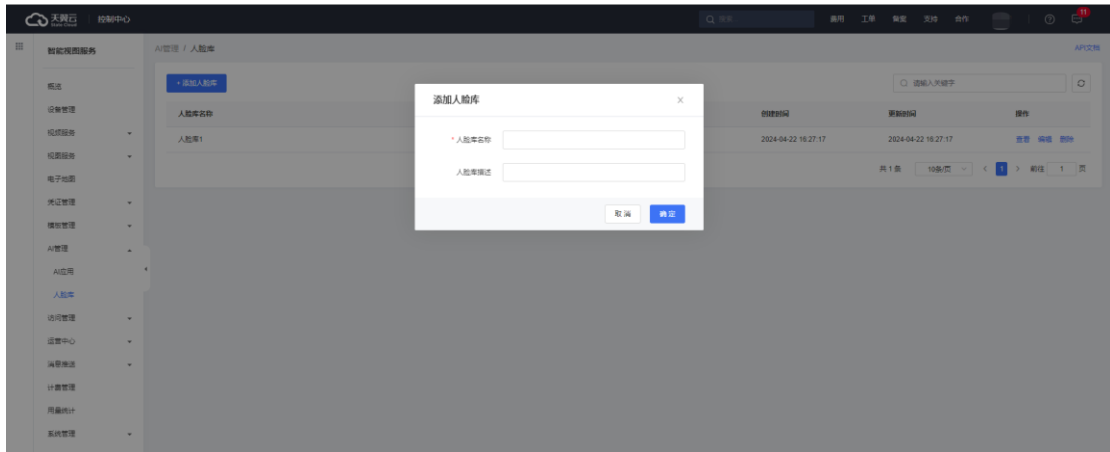 天翼云 控制中心 搜索 费用 工单 备案 支持 合作 11
State Cloud
智能视图服务
AI管理 / 人脸库 API文档
概览
+ 添加人脸库
请输入关键字
添加人脸库
设备管理
人脸库名称 创建时间 更新时间 操作
视频服务
人脸库1 2024-04-22 16:27:17 2024-04-22 16:27:17 查看 编辑 删除
* 人脸库名称
视图服务
共 1 条 10条/页 1 前往 1 页
人脸库描述
电子地图
凭证管理
取 消 确 定
模板管理
AI管理
AI应用
人脸库
访问管理
运营中心
消息推送
计费管理
用量统计
系统管理